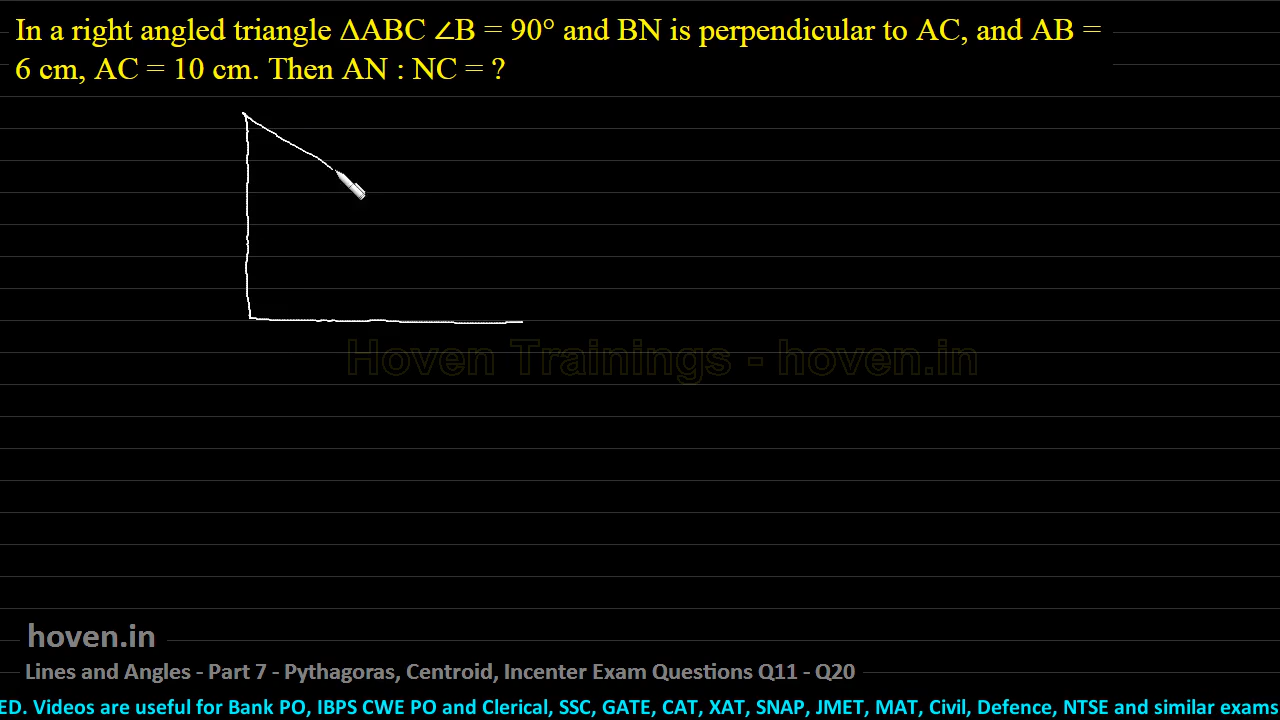 In a right angled triangle ΔABC ∠B = 90° and BN is perpendicular to AC, and AB =
6 cm, AC = 10 cm. Then AN : NC = ?
Hoven Trainings - hoven.in
hoven.in
Lines and Angles - Part 7 - Pythagoras, Centroid, Incenter Exam Questions Q11 - Q20
ED. Videos are useful for Bank PO, IBPS CWE PO and Clerical, SSC, GATE, CAT, XAT, SNAP, JMET, MAT, Civil, Defence, NTSE and similar exams